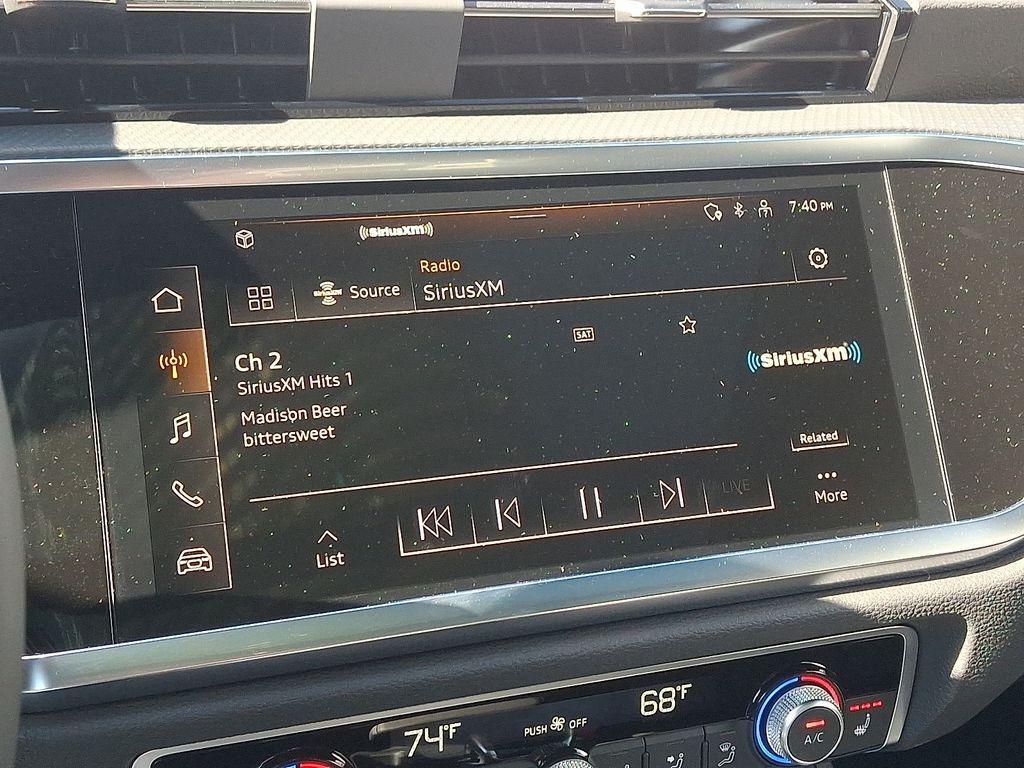 7:40 PM
((SiriusXM))
Radio
SiriusXM Source
SiriusXM
SAT
Ch 2
SiriusXM Hits 1
((SiriusXM))
Madison Beer
bittersweet
Related
LIVE
More
List
68°F
74°F
PUSH OFF
A/C